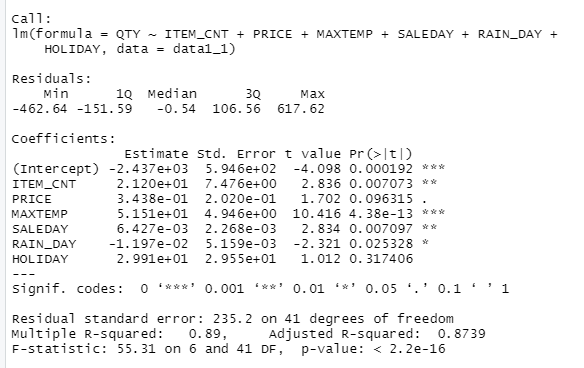 Call:
lm(formula = QTY ~ ITEM_CNT + PRICE + MAXTEMP + SALEDAY + RAIN_DAY +
    HOLIDAY, data = data1_1)
Residuals:
    Min      1Q  Median      3Q     Max
-462.64 -151.59   -0.54  106.56  617.62
Coefficients:
              Estimate Std. Error t value Pr(>|t|)
(Intercept) -2.437e+03  5.946e+02  -4.098 0.000192 ***
ITEM_CNT     2.120e+01  7.476e+00   2.836 0.007073 **
PRICE        3.438e-01  2.020e-01   1.702 0.096315 .
MAXTEMP      5.151e+01  4.946e+00  10.416 4.38e-13 ***
SALEDAY      6.427e-03  2.268e-03   2.834 0.007097 **
RAIN_DAY    -1.197e-02  5.159e-03  -2.321 0.025328 *
HOLIDAY      2.991e+01  2.955e+01   1.012 0.317406
---
Signif. codes:  0 ‘***’ 0.001 ‘**’ 0.01 ‘*’ 0.05 ‘.’ 0.1 ‘ ’ 1
Residual standard error: 235.2 on 41 degrees of freedom
Multiple R-squared:   0.89,	Adjusted R-squared:  0.8739
F-statistic: 55.31 on 6 and 41 DF,  p-value: < 2.2e-16